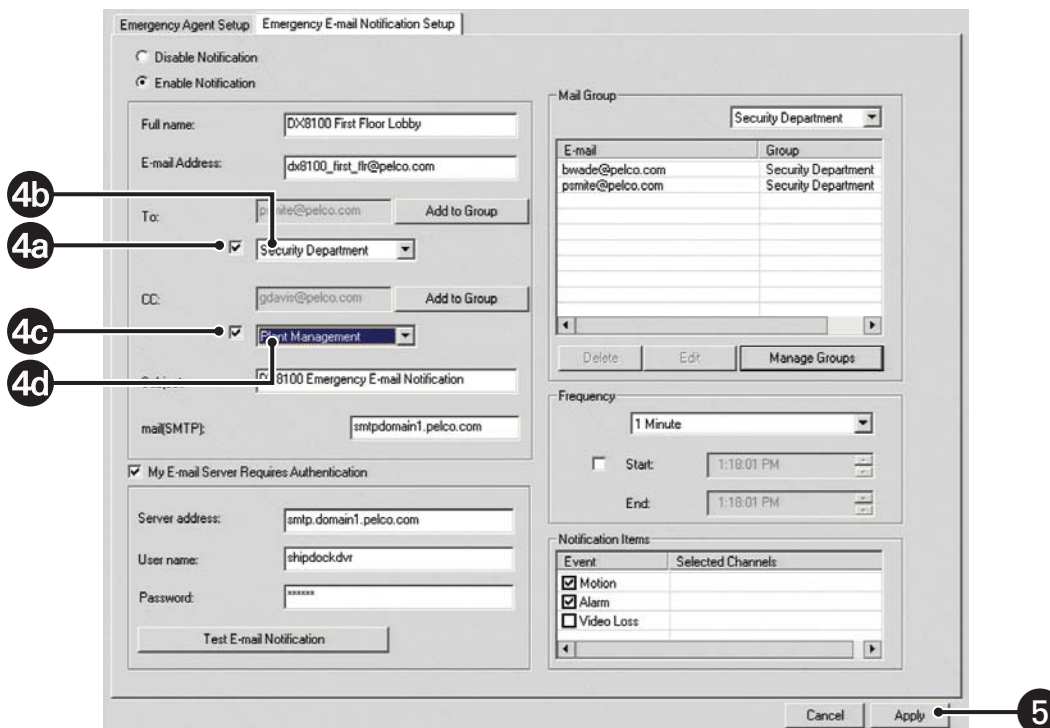 Emergency Agent Setup
Emergency E-mail Notification Setup
Disable Notification
Enable Notification
Full name:
DX8100 First Floor Lobby
E-mail Address:
dx8100_first_flr@pelco.com
4b
To:
psmite@pelco.com
Add to Group
4a
Security Department
CC:
gdavis@pelco.com
Add to Group
4c
Plant Management
4d
DX8100 Emergency E-mail Notification
mail(SMTP):
smtpdomain1.pelco.com
My E-mail Server Requires Authentication
Server address:
smtp.domain1.pelco.com
User name:
shipdockdvr
Password:
××××××
Test E-mail Notification
Mail Group
Security Department
E-mail Group
bwade@pelco.com Security Department
psmite@pelco.com Security Department
Delete
Edit
Manage Groups
Frequency
1 Minute
Start:
1:18:01 PM
End:
1:18:01 PM
Notification Items
Event Selected Channels
Motion
Alarm
Video Loss
Cancel
Apply
5